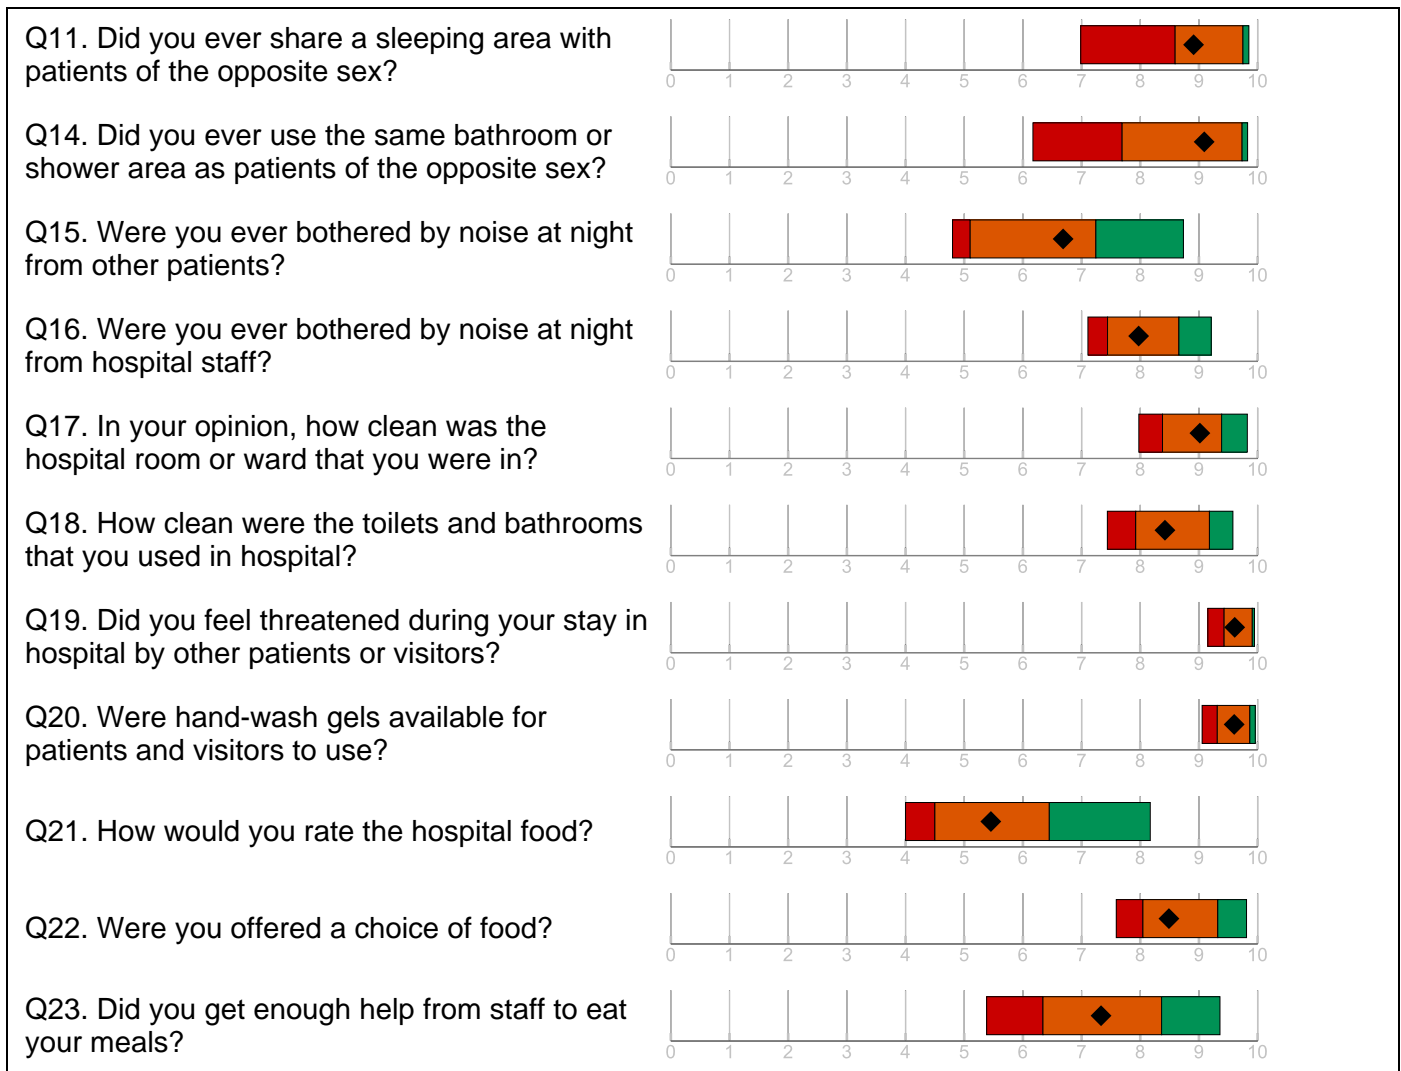 Q11. Did you ever share a sleeping area with
patients of the opposite sex?
0 1 2 3 4 5 6 7 8 9 10
Q14. Did you ever use the same bathroom or
shower area as patients of the opposite sex?
0 1 2 3 4 5 6 7 8 9 10
Q15. Were you ever bothered by noise at night
from other patients?
0 1 2 3 4 5 6 7 8 9 10
Q16. Were you ever bothered by noise at night
from hospital staff?
0 1 2 3 4 5 6 7 8 9 10
Q17. In your opinion, how clean was the
hospital room or ward that you were in?
0 1 2 3 4 5 6 7 8 9 10
Q18. How clean were the toilets and bathrooms
that you used in hospital?
0 1 2 3 4 5 6 7 8 9 10
Q19. Did you feel threatened during your stay in
hospital by other patients or visitors?
0 1 2 3 4 5 6 7 8 9 10
Q20. Were hand-wash gels available for
patients and visitors to use?
0 1 2 3 4 5 6 7 8 9 10
Q21. How would you rate the hospital food?
0 1 2 3 4 5 6 7 8 9 10
Q22. Were you offered a choice of food?
0 1 2 3 4 5 6 7 8 9 10
Q23. Did you get enough help from staff to eat
your meals?
0 1 2 3 4 5 6 7 8 9 10